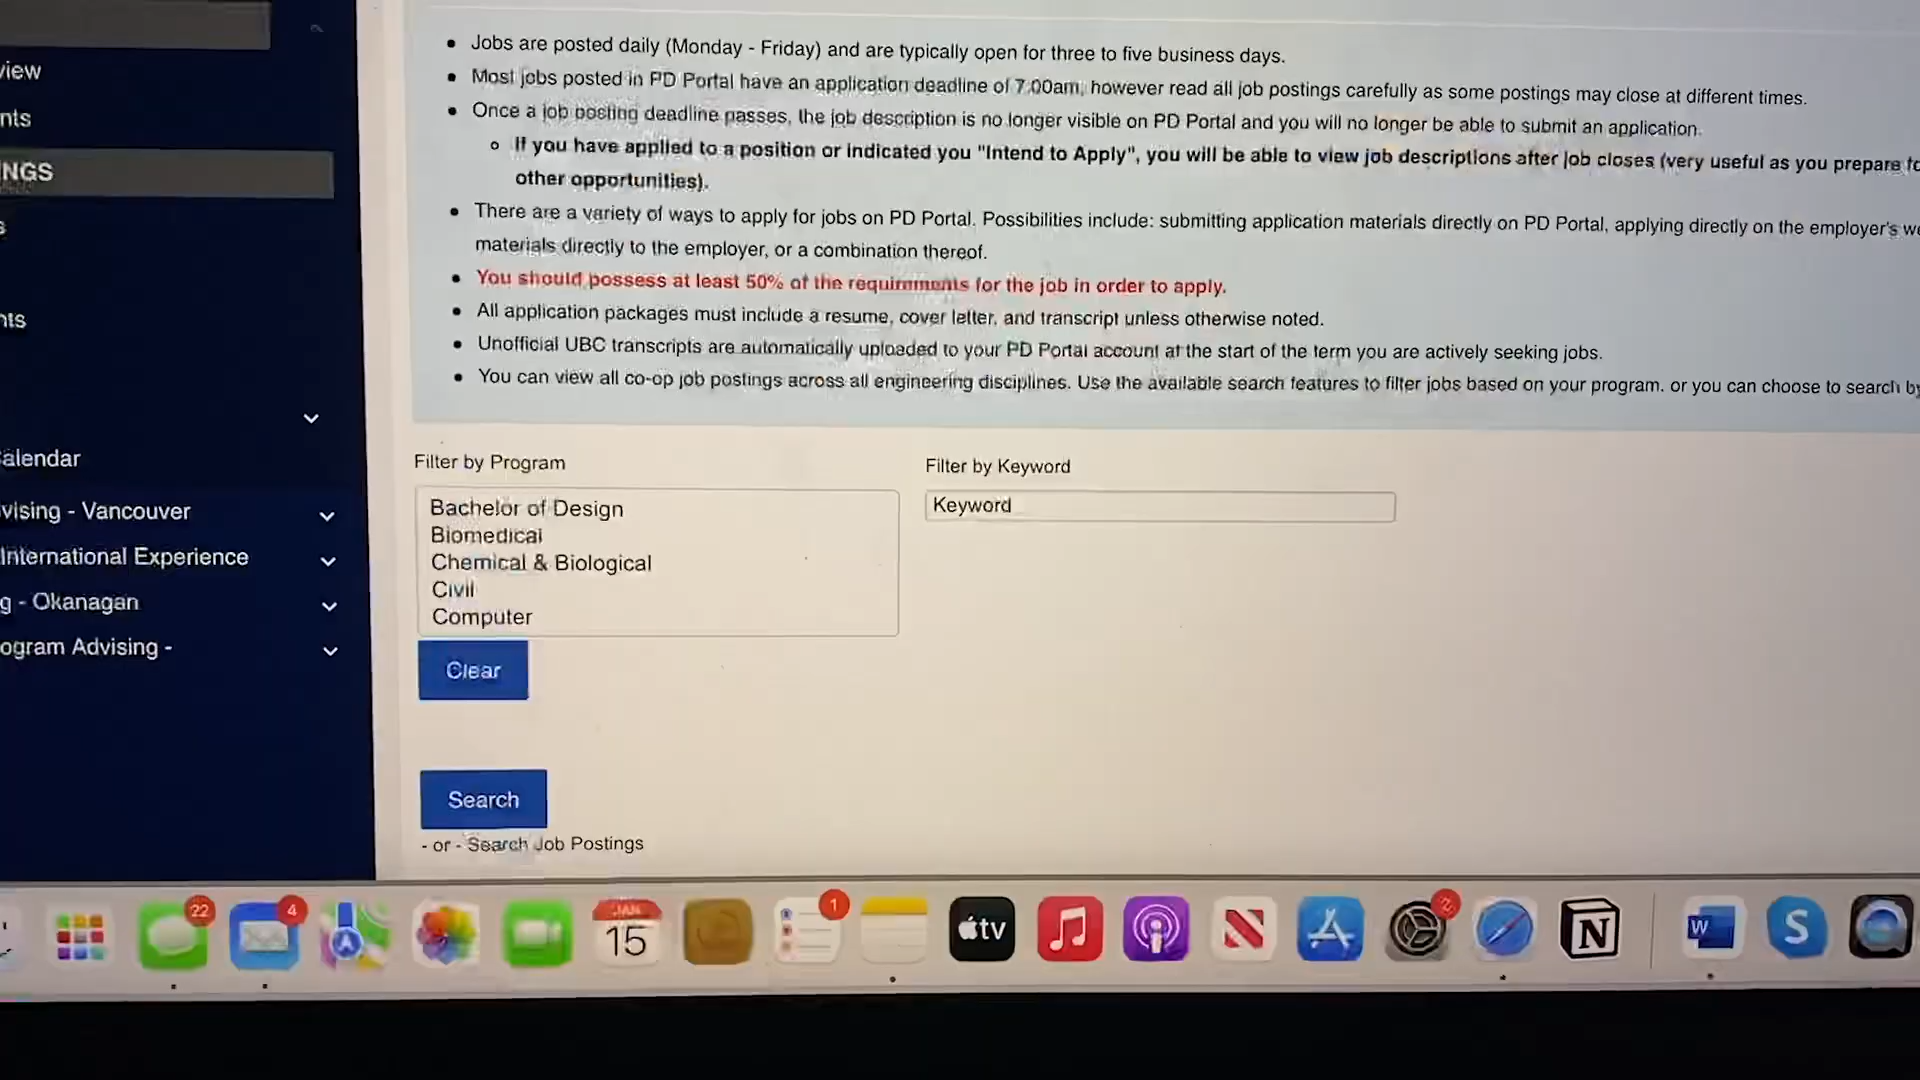 view
nts
NGS
s
nts
alendar
vising - Vancouver
International Experience
g - Okanagan
ogram Advising -
Jobs are posted daily (Monday - Friday) and are typically open for three to five business days.
Most jobs posted in PD Portal have an application deadline of 7:00am, however read all job postings carefully as some postings may close at different times.
Once a job posting deadline passes, the job description is no longer visible on PD Portal and you will no longer be able to submit an application.
If you have applied to a position or indicated you "Intend to Apply", you will be able to view job descriptions after job closes (very useful as you prepare fo
other opportunities).
There are a variety of ways to apply for jobs on PD Portal. Possibilities include: submitting application materials directly on PD Portal, applying directly on the employer's we
materials directly to the employer, or a combination thereof.
You should possess at least 50% of the requirements for the job in order to apply.
All application packages must include a resume, cover letter, and transcript unless otherwise noted.
Unofficial UBC transcripts are automatically uploaded to your PD Portal account at the start of the term you are actively seeking jobs.
You can view all co-op job postings across all engineering disciplines. Use the available search features to filter jobs based on your program. or you can choose to search by
Filter by Program
Filter by Keyword
Bachelor of Design
Keyword
Biomedical
Chemical & Biological
Civil
Computer
Clear
Search
- or - Search Job Postings
22
4
JAN
15
1
tv
N
W
S